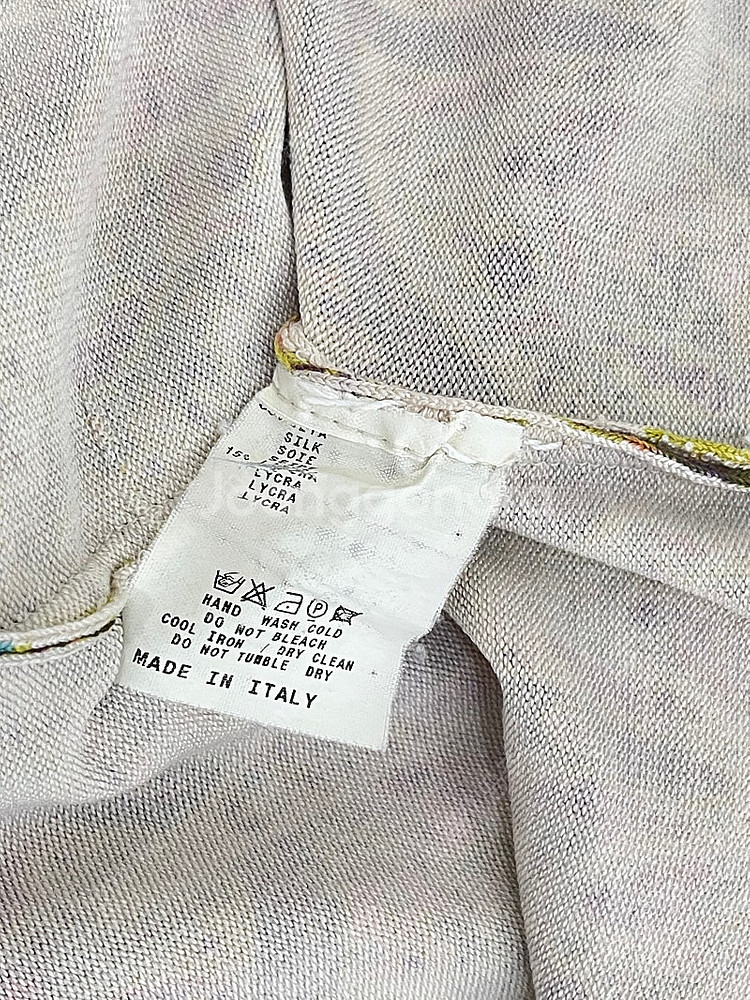 SILK
SOIE
LYCRA
LYCRA
LYCRA
HAND WASH COLD
DO NOT BLEACH
COOL IRON / DRY CLEAN
DO NOT TUMBLE DRY
MADE IN ITALY